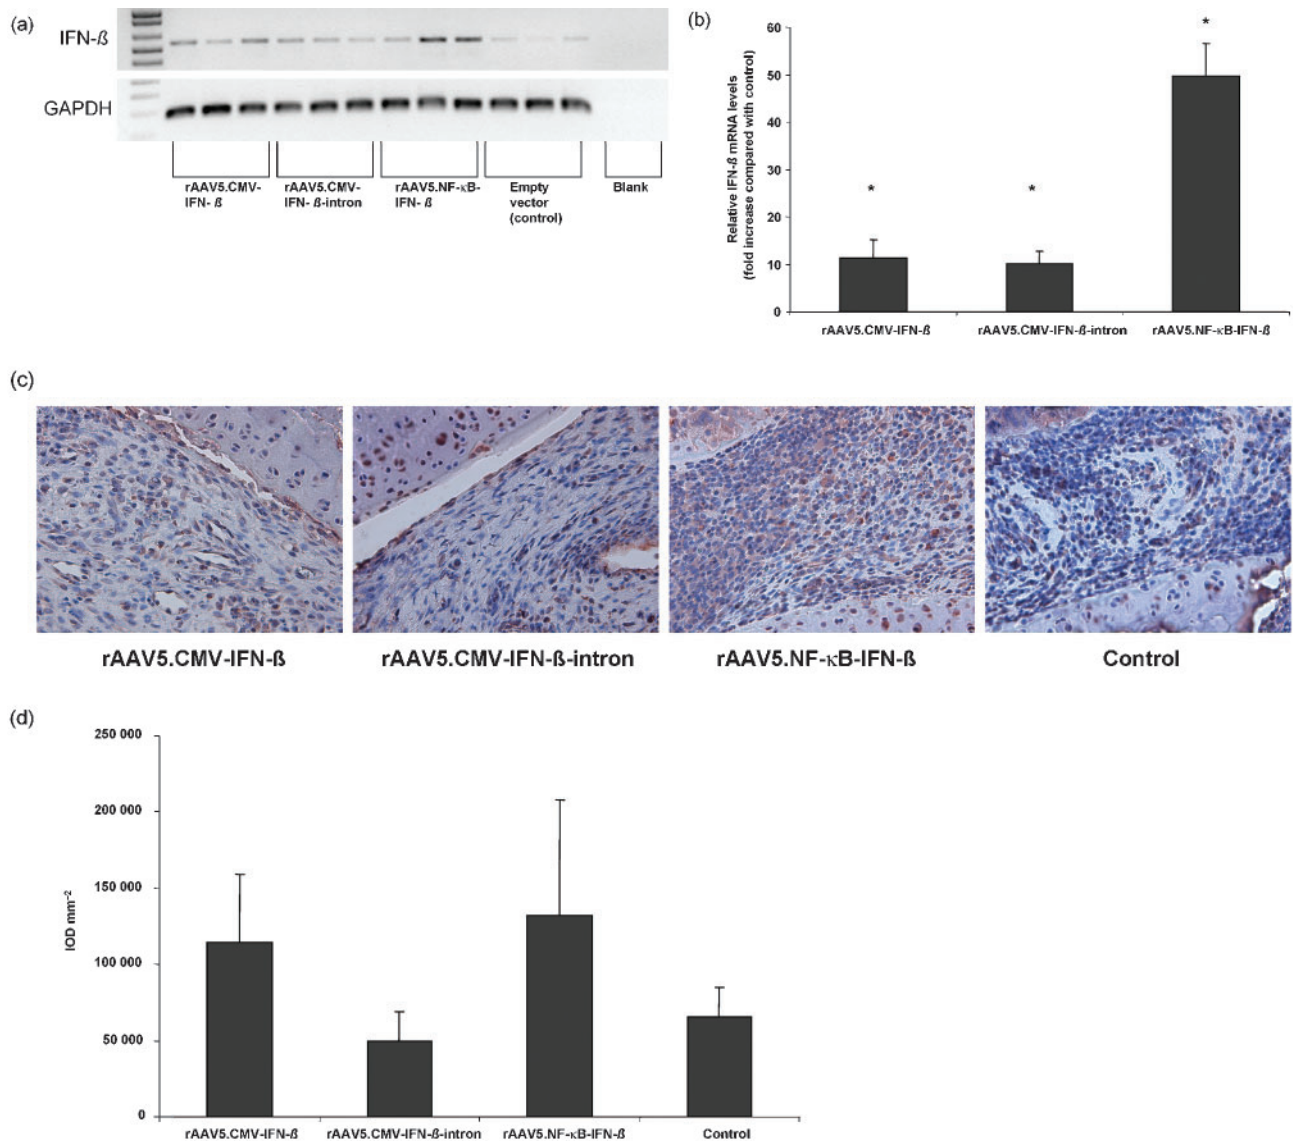 (a)
IFN-ß
GAPDH
rAAV5.CMV-
IFN- ß
rAAV5.CMV-
IFN- ß-intron
rAAV5.NF-κB-
IFN- ß
Empty
vector
(control)
Blank
(b)
Relative IFN-ß mRNA levels
(fold increase compared with control)
60
50
40
30
20
10
0
*
*
*
rAAV5.CMV-IFN-ß
rAAV5.CMV-IFN-ß-intron
rAAV5.NF-κB-IFN-ß
(c)
rAAV5.CMV-IFN-ß
rAAV5.CMV-IFN-ß-intron
rAAV5.NF-κB-IFN-ß
Control
(d)
IOD mm⁻²
250 000
200 000
150 000
100 000
50 000
0
rAAV5.CMV-IFN-ß
rAAV5.CMV-IFN-ß-intron
rAAV5.NF-κB-IFN-ß
Control